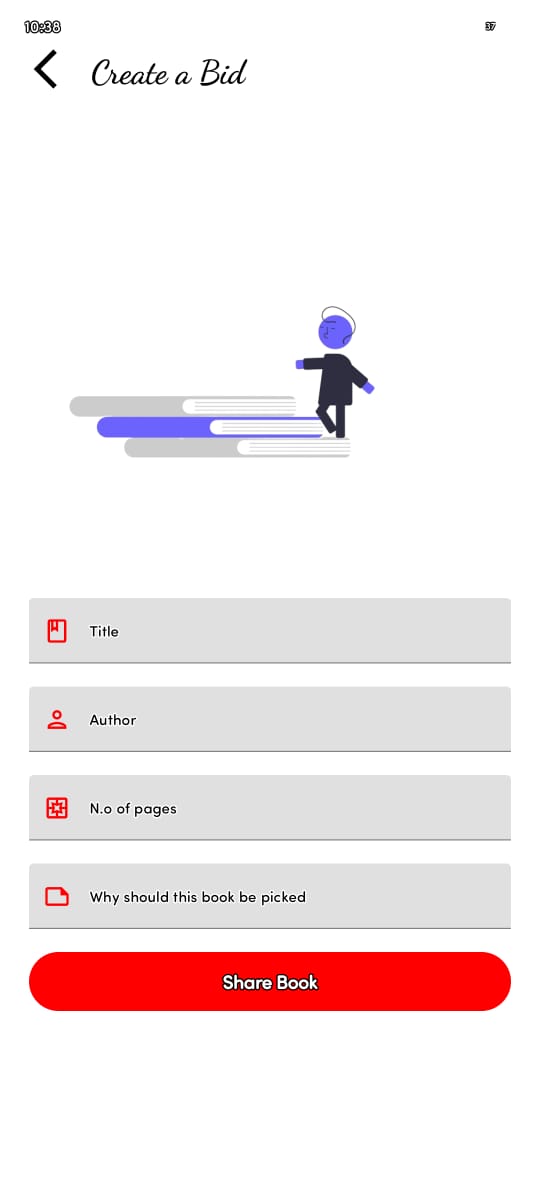 10:38
37
Create a Bid
Title
Author
N.o of pages
Why should this book be picked
Share Book